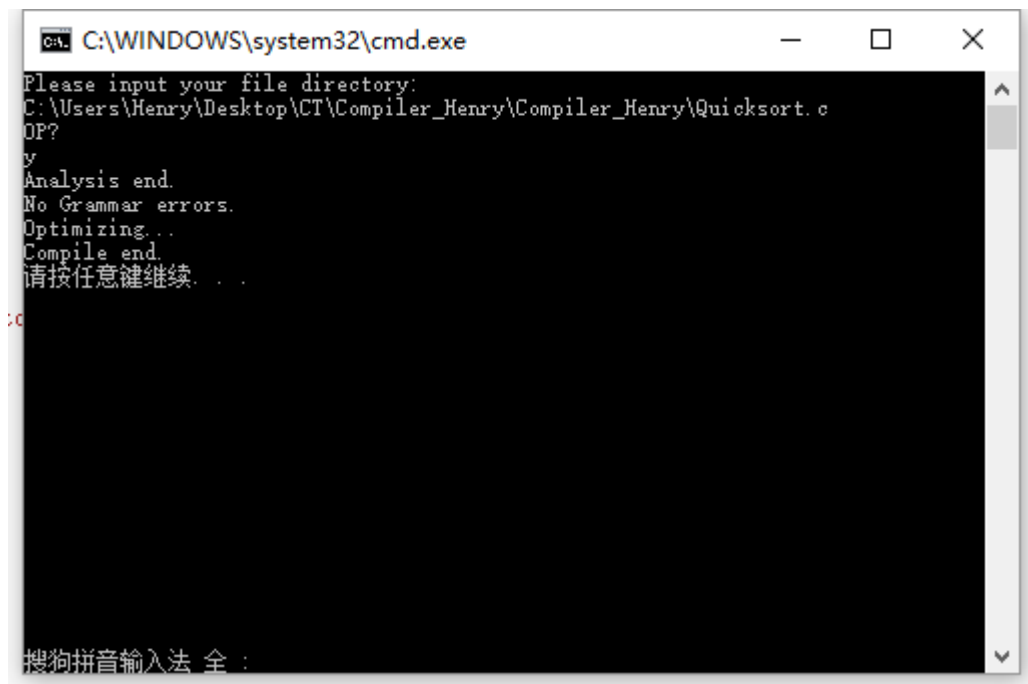 C:\WINDOWS\system32\cmd.exe
Please input your file directory:
C:\Users\Henry\Desktop\CT\Compiler_Henry\Compiler_Henry\Quicksort.c
OP?
y
Analysis end.
No Grammar errors.
Optimizing...
Compile end.
请按任意键继续. . .
搜狗拼音输入法 全 :